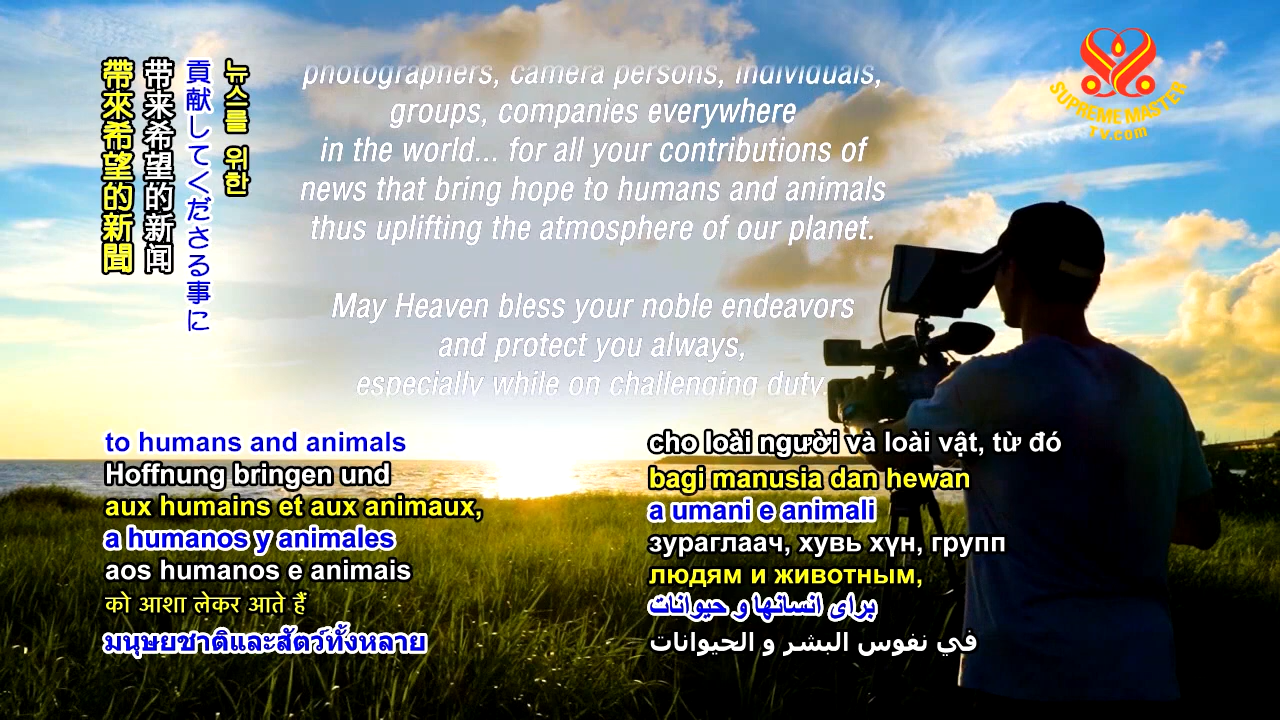 帶來希望的新聞
带来希望的新闻
貢献してくださる事に
뉴스를 위한
photographers, camera persons, individuals,
groups, companies everywhere
in the world... for all your contributions of
news that bring hope to humans and animals
thus uplifting the atmosphere of our planet.
May Heaven bless your noble endeavors
and protect you always,
especially while on challenging duty.
SUPREME MASTER
TV.com
to humans and animals
Hoffnung bringen und
aux humains et aux animaux,
a humanos y animales
aos humanos e animais
को आशा लेकर आते हैं
มนุษยชาติและสัตว์ทั้งหลาย
cho loài người và loài vật, từ đó
bagi manusia dan hewan
a umani e animali
зураглаач, хувь хүн, групп
людям и животным,
برای انسانها و حیوانات
في نفوس البشر و الحيوانات